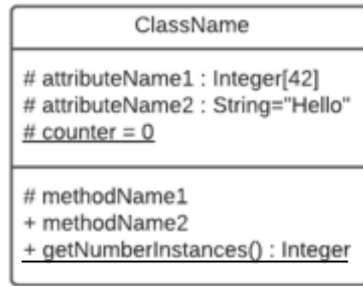 ClassName
# attributeName1 : Integer[42]
# attributeName2 : String="Hello"
# counter = 0
# methodName1
+ methodName2
+ getNumberInstances() : Integer